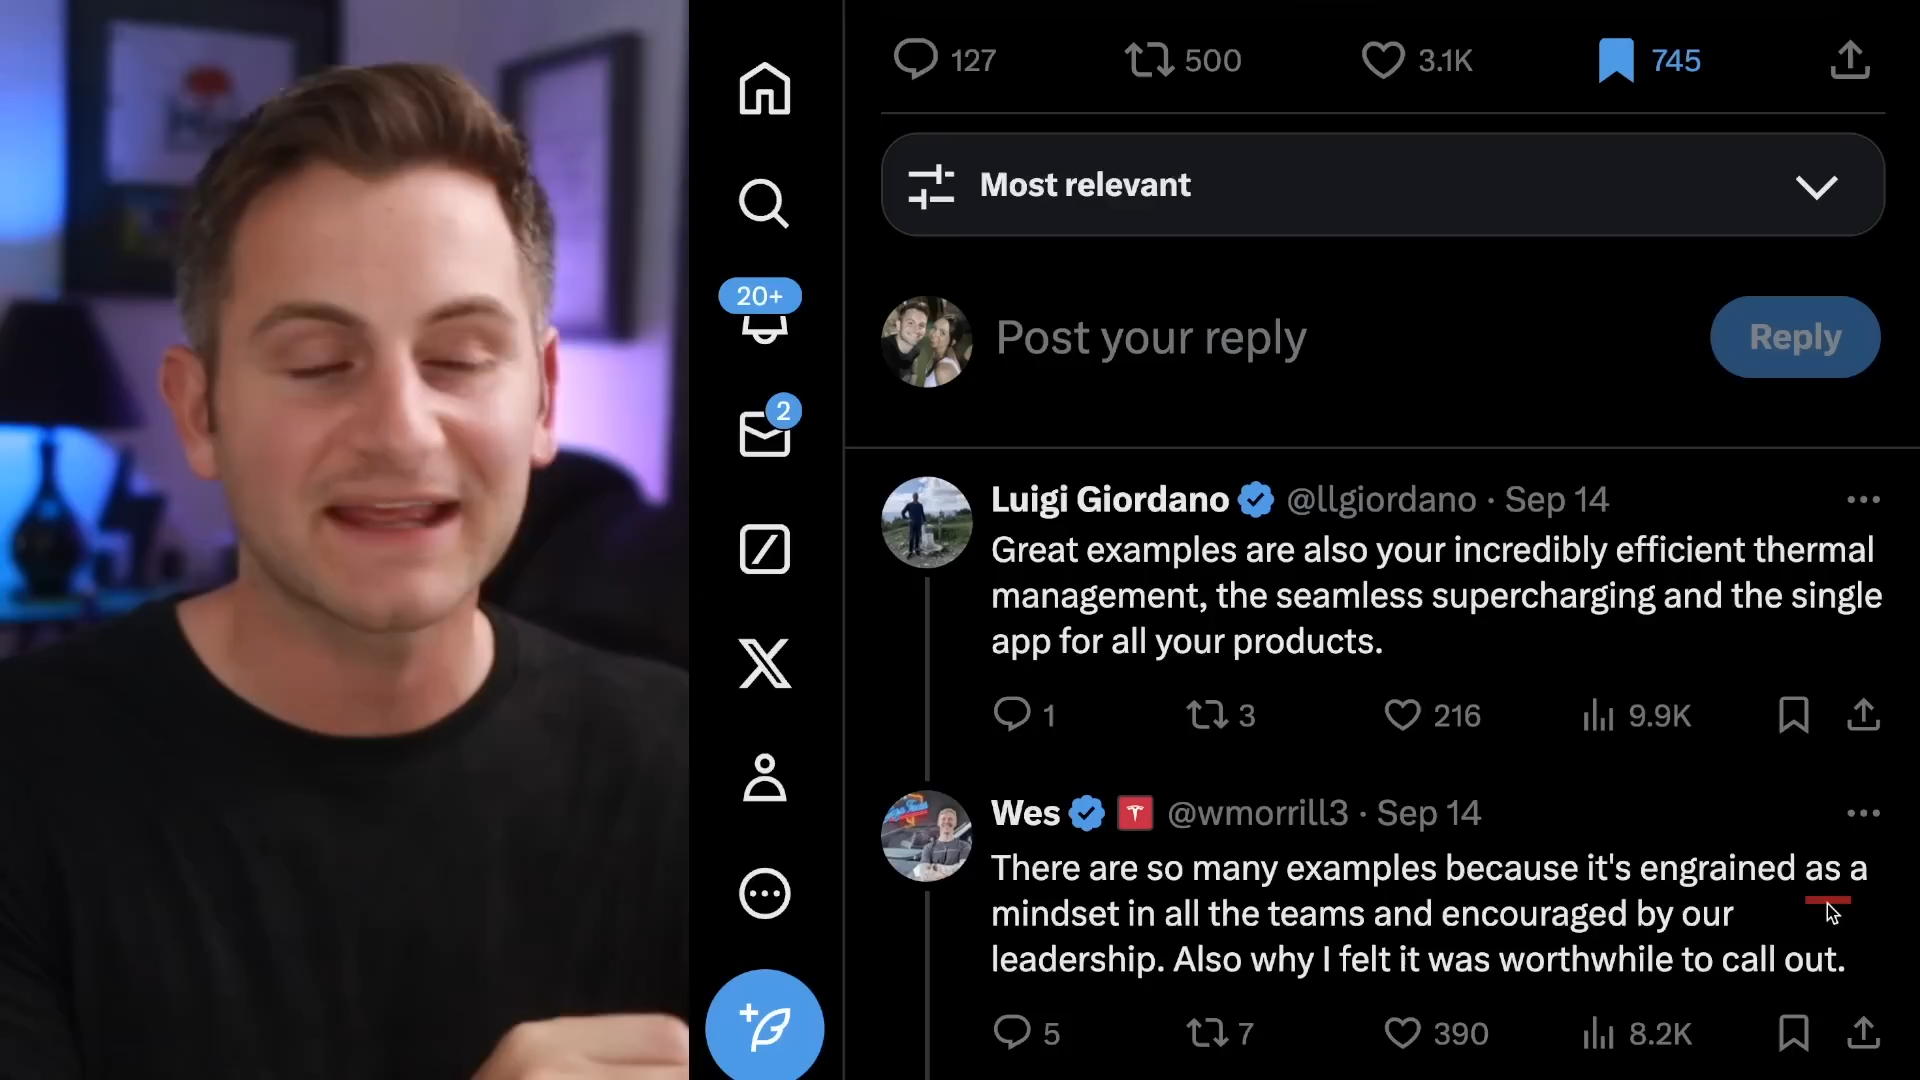 127 500 3.1K 745
Most relevant
20+
Post your reply
Reply
2
Luigi Giordano @llgiordano · Sep 14
Great examples are also your incredibly efficient thermal
management, the seamless supercharging and the single
app for all your products.
1 3 216 9.9K
Wes @wmorrill3 · Sep 14
There are so many examples because it's engrained as a
mindset in all the teams and encouraged by our
leadership. Also why I felt it was worthwhile to call out.
5 7 390 8.2K